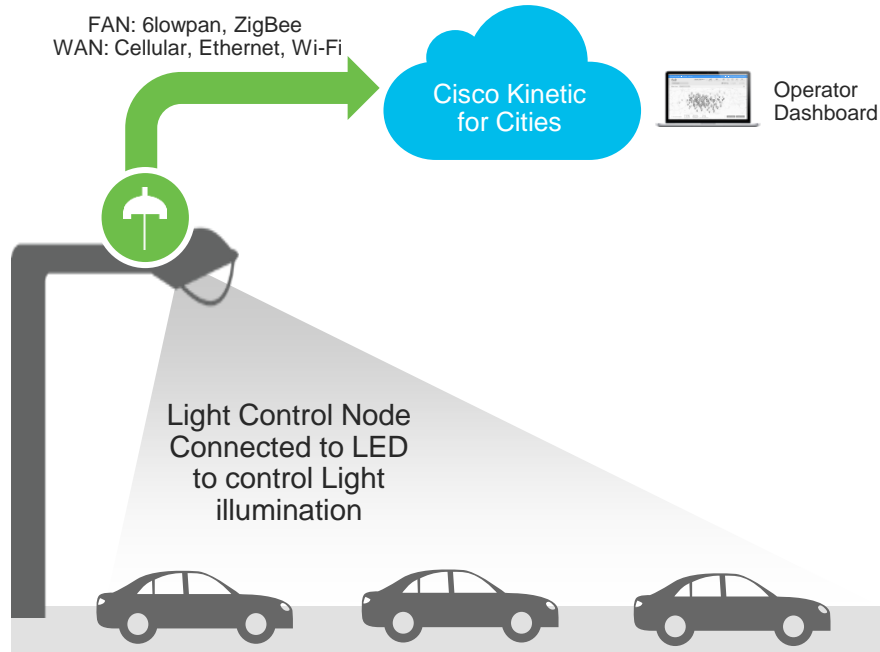 FAN: 6lowpan, ZigBee
WAN: Cellular, Ethernet, Wi-Fi
Cisco Kinetic
for Cities
Operator
Dashboard
Light Control Node
Connected to LED
to control Light
illumination